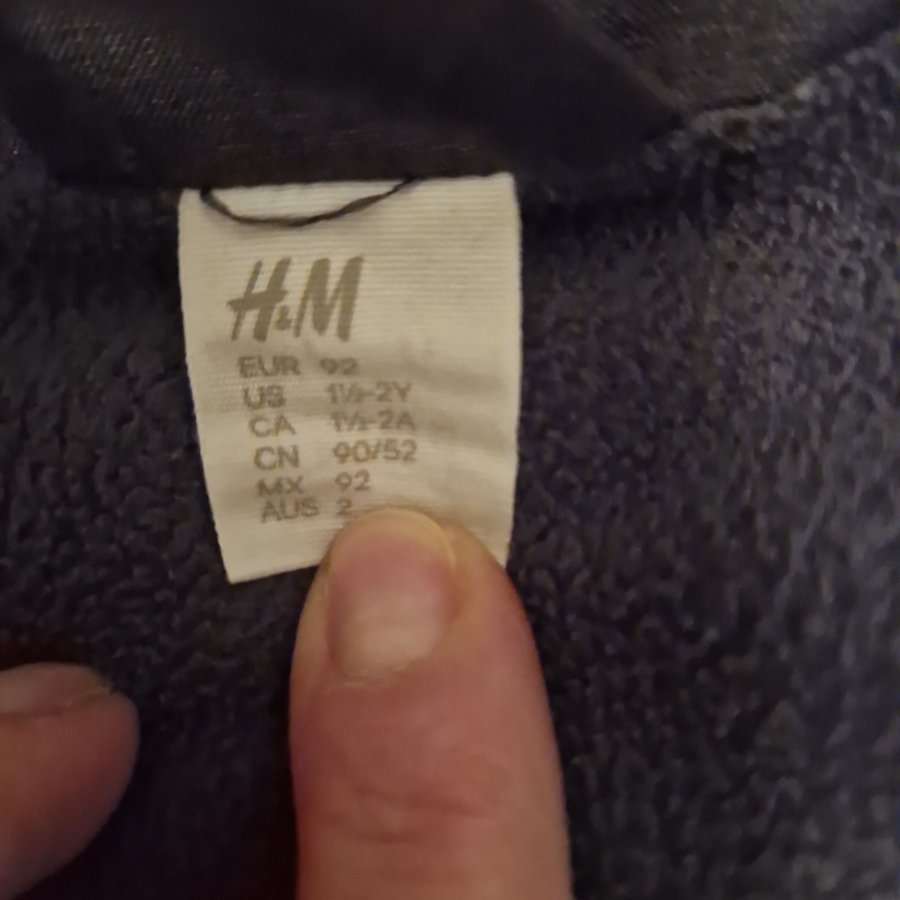 H&M
EUR 92
US 1½-2Y
CA 1½-2A
CN 90/52
MX 92
AUS 2